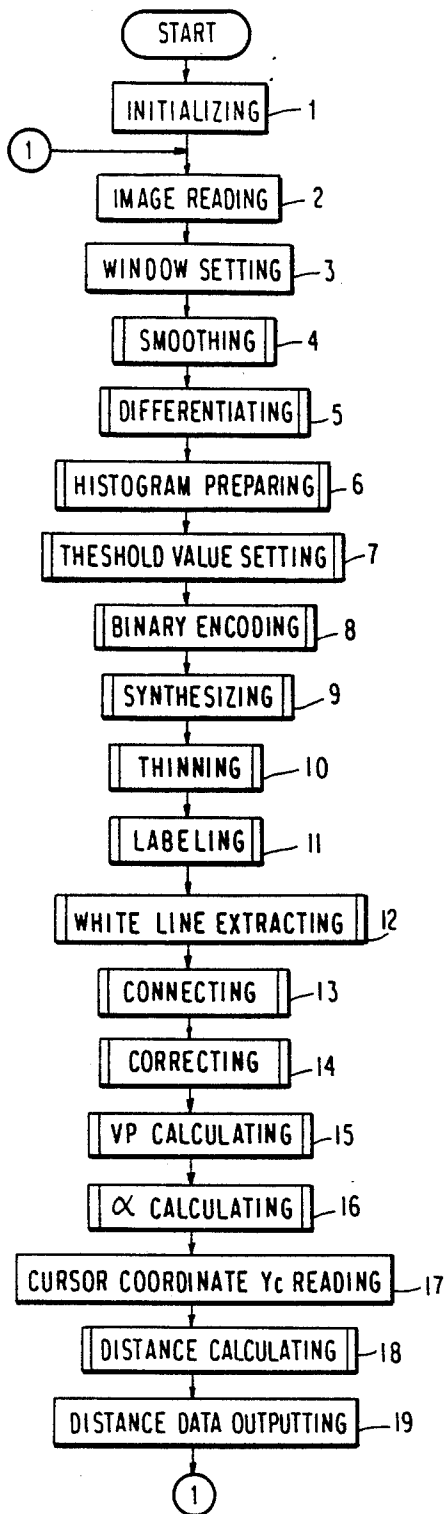 START
INITIALIZING 1
1
IMAGE READING 2
WINDOW SETTING 3
SMOOTHING 4
DIFFERENTIATING 5
HISTOGRAM PREPARING 6
THESHOLD VALUE SETTING 7
BINARY ENCODING 8
SYNTHESIZING 9
THINNING 10
LABELING 11
WHITE LINE EXTRACTING 12
CONNECTING 13
CORRECTING 14
VP CALCULATING 15
α CALCULATING 16
CURSOR COORDINATE Yc READING 17
DISTANCE CALCULATING 18
DISTANCE DATA OUTPUTTING 19
1